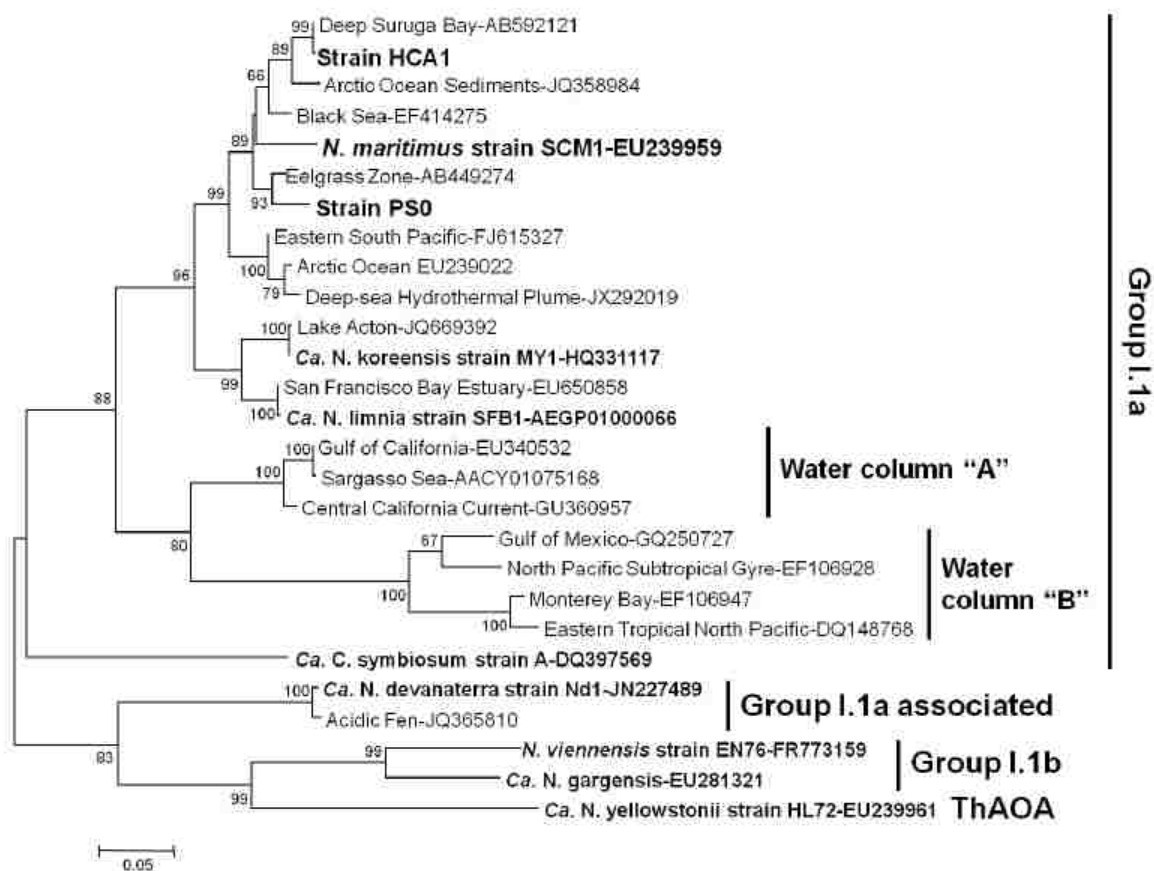 99
Deep Suruga Bay-AB592121
89
Strain HCA1
66
Arctic Ocean Sediments-JQ358984
Black Sea-EF414275
89
N. maritimus strain SCM1-EU239959
Eelgrass Zone-AB449274
99
93
Strain PS0
Eastern South Pacific-FJ615327
96
100
Arctic Ocean EU239022
79
Deep-sea Hydrothermal Plume-JX292019
100
Lake Acton-JQ669392
Ca. N. koreensis strain MY1-HQ331117
99
San Francisco Bay Estuary-EU650858
88
100
Ca. N. limnia strain SFB1-AEGP01000066
Group I.1a
100
Gulf of California-EU340532
100
Sargasso Sea-AACY01075168
Central California Current-GU360957
Water column “A”
80
67
Gulf of Mexico-GQ250727
North Pacific Subtropical Gyre-EF106928
100
Monterey Bay-EF106947
100
Eastern Tropical North Pacific-DQ148768
Water
column “B”
Ca. C. symbiosum strain A-DQ397569
100
Ca. N. devanaterra strain Nd1-JN227489
Acidic Fen-JQ365810
Group I.1a associated
83
99
N. viennensis strain EN76-FR773159
Ca. N. gargensis-EU281321
Group I.1b
99
Ca. N. yellowstonii strain HL72-EU239961
ThAOA
0.05